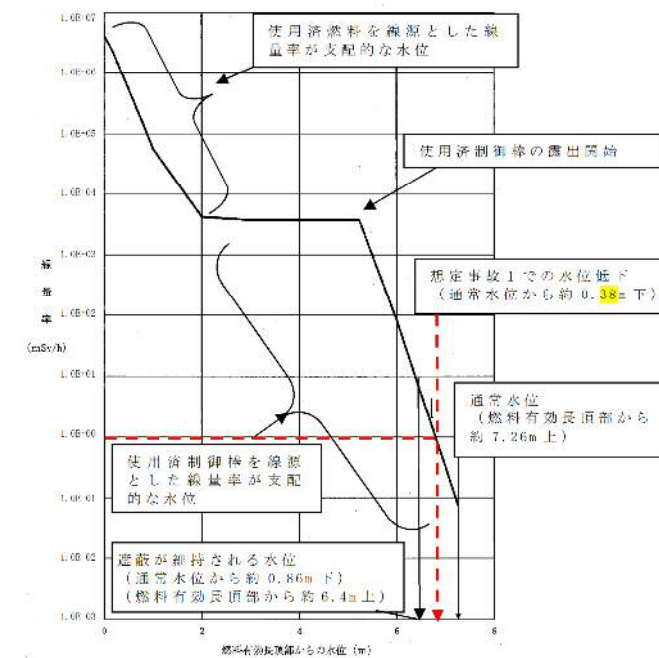 1.0E+07
使用済燃料を線源とした線
量率が支配的な水位
1.0E+06
1.0E+05
使用済制御棒の露出開始
1.0E+04
1.0E+03
線
量
率
(mSv/h)
想定事故1での水位低下
(通常水位から約0.38m下)
1.0E+02
1.0E+01
通常水位
(燃料有効長頂部から
約7.26m上)
1.0E+00
使用済制御棒を線源
とした線量率が支配
的な水位
1.0E-01
1.0E-02
遮蔽が維持される水位
(通常水位から約0.86m下)
(燃料有効長頂部から約6.4m上)
1.0E-03
0 2 4 6 8
燃料有効長頂部からの水位 (m)